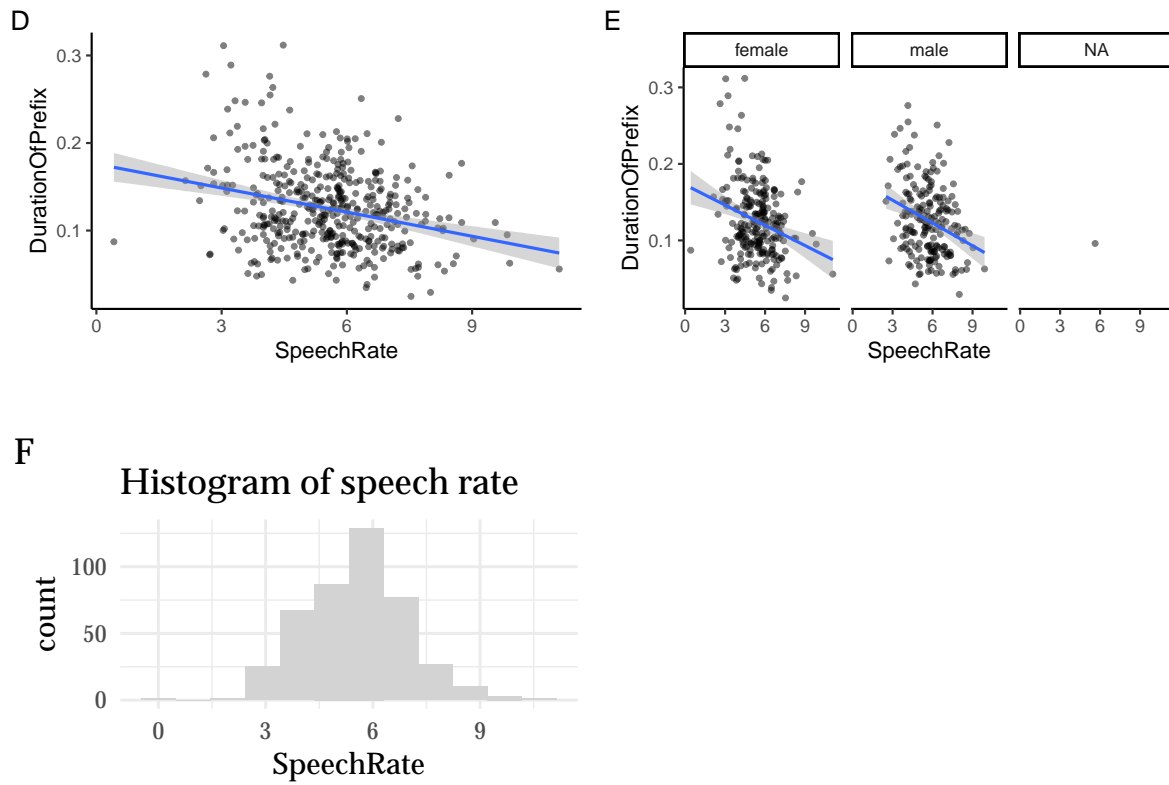 D
0.3
0.2
0.1
DurationOfPrefix
0 3 6 9
SpeechRate
E
female male NA
0.3
0.2
0.1
DurationOfPrefix
0 3 6 9 0 3 6 9 0 3 6 9
SpeechRate
F
Histogram of speech rate
100
50
0
count
0 3 6 9
SpeechRate